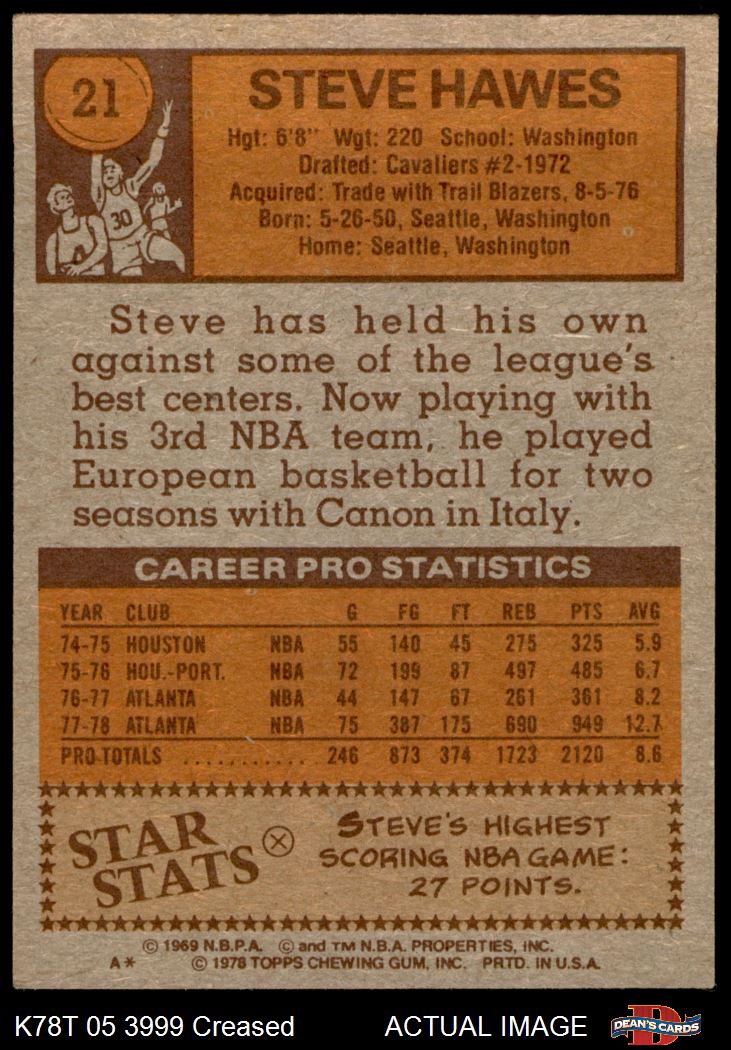 21
STEVE HAWES
Hgt: 6'8" Wgt: 220 School: Washington
Drafted: Cavaliers #2-1972
Acquired: Trade with Trail Blazers, 8-5-76
Born: 5-26-50, Seattle, Washington
Home: Seattle, Washington
30
Steve has held his own
against some of the league's
best centers. Now playing with
his 3rd NBA team, he played
European basketball for two
seasons with Canon in Italy.
CAREER PRO STATISTICS
YEAR CLUB G FG FT REB PTS AVG
74-75 HOUSTON NBA 55 140 45 275 325 5.9
75-76 HOU.-PORT. NBA 72 199 87 497 485 6.7
76-77 ATLANTA NBA 44 147 67 261 361 8.2
77-78 ATLANTA NBA 75 387 175 690 949 12.7
PRO TOTALS ............ 246 873 374 1723 2120 8.6
STAR
STATS
STEVE'S HIGHEST
SCORING NBA GAME:
27 POINTS.
© 1969 N.B.P.A. © and TM N.B.A. PROPERTIES, INC.
A* © 1978 TOPPS CHEWING GUM, INC. PRTD. IN U.S.A.
K78T 05 3999 Creased ACTUAL IMAGE
D
DEAN'S CARDS